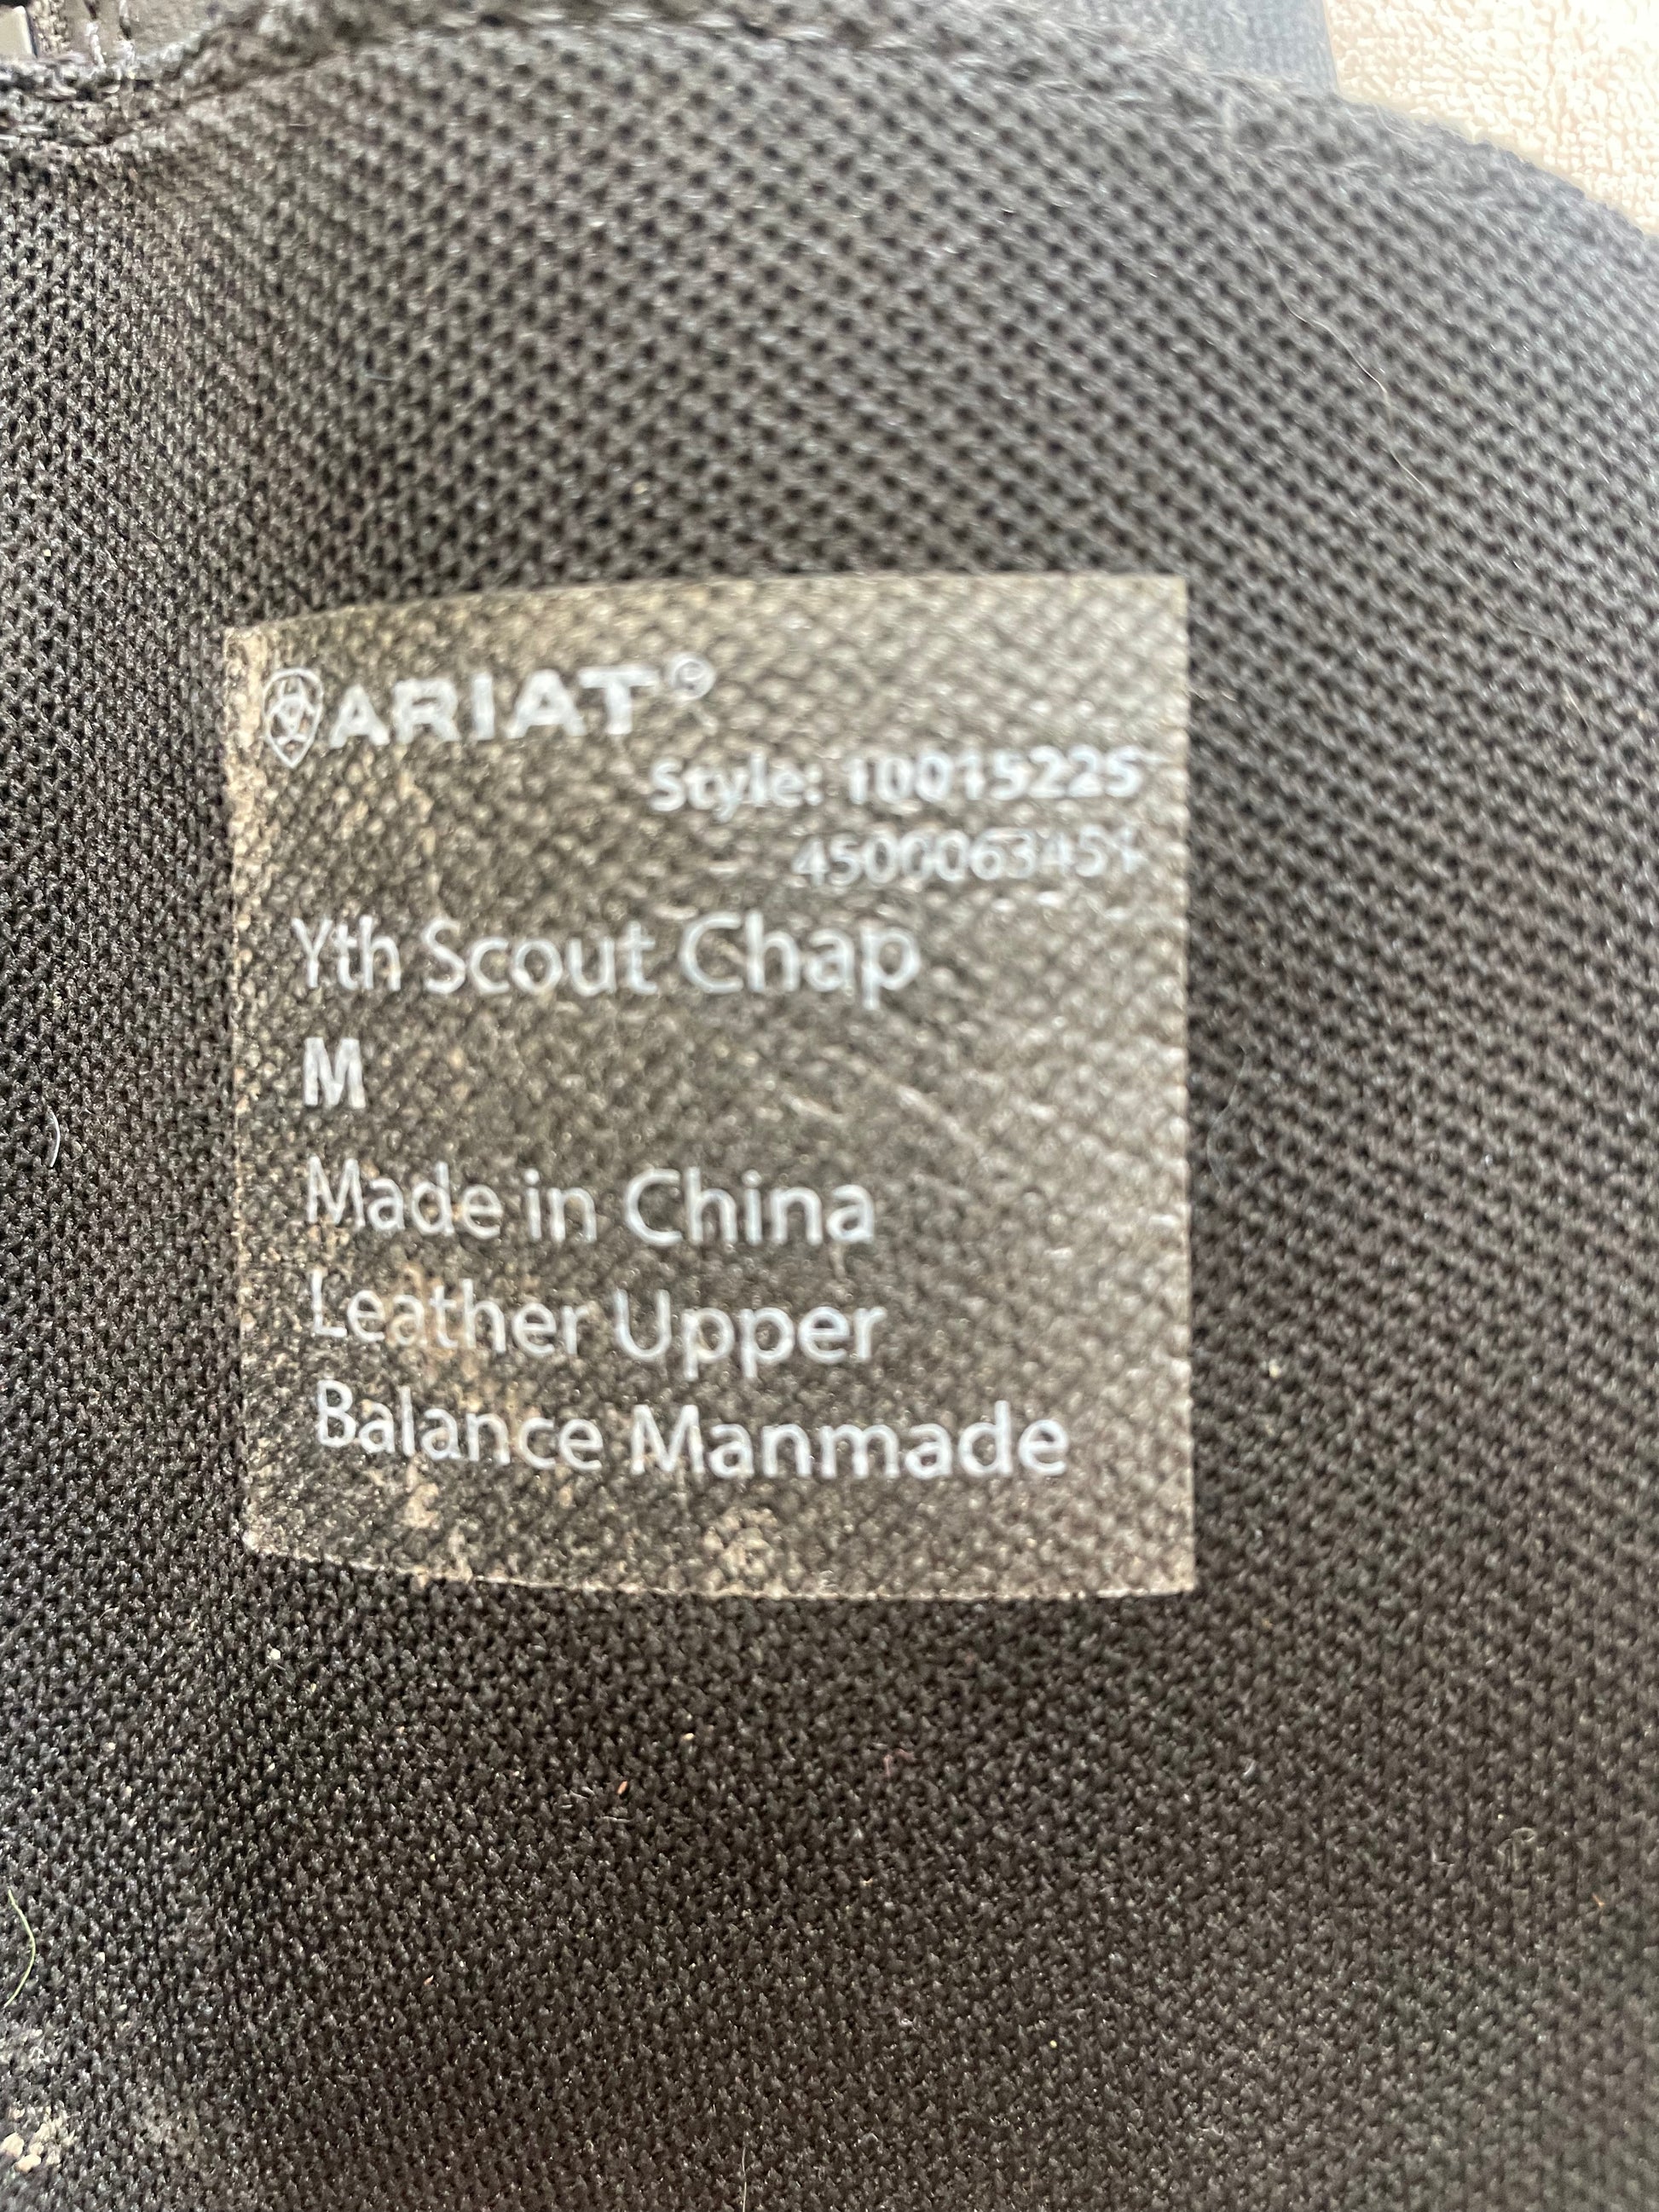 ARIAT®
Style: 10015225
4500063451
Yth Scout Chap
M
Made in China
Leather Upper
Balance Manmade